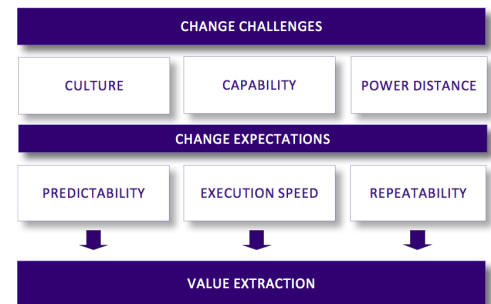 CHANGE CHALLENGES
CULTURE
CAPABILITY
POWER DISTANCE
CHANGE EXPECTATIONS
PREDICTABILITY
EXECUTION SPEED
REPEATABILITY
VALUE EXTRACTION